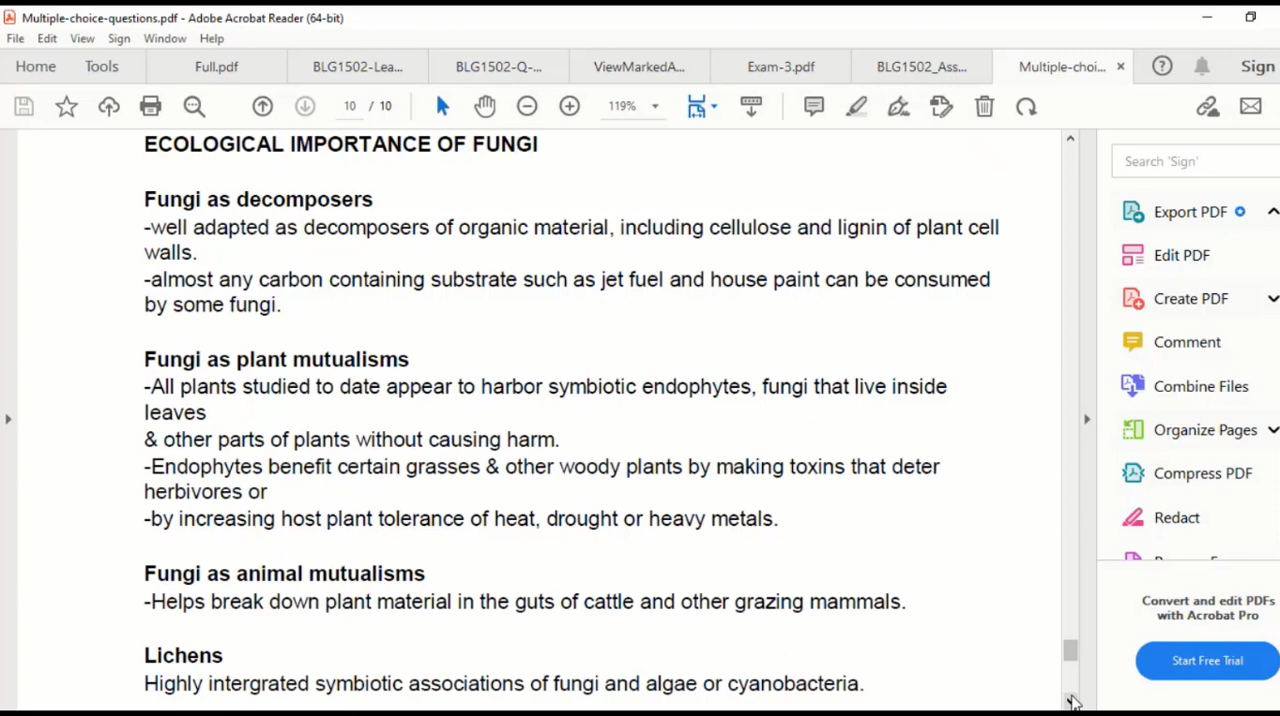 Multiple-choice-questions.pdf - Adobe Acrobat Reader (64-bit)
File Edit View Sign Window Help
Home Tools Full.pdf BLG1502-Lea... BLG1502-Q-... ViewMarkedA... Exam-3.pdf BLG1502_Ass... Multiple-choi... × Sign
10 / 10 119%
ECOLOGICAL IMPORTANCE OF FUNGI
Fungi as decomposers
-well adapted as decomposers of organic material, including cellulose and lignin of plant cell
walls.
-almost any carbon containing substrate such as jet fuel and house paint can be consumed
by some fungi.
Fungi as plant mutualisms
-All plants studied to date appear to harbor symbiotic endophytes, fungi that live inside
leaves
& other parts of plants without causing harm.
-Endophytes benefit certain grasses & other woody plants by making toxins that deter
herbivores or
-by increasing host plant tolerance of heat, drought or heavy metals.
Fungi as animal mutualisms
-Helps break down plant material in the guts of cattle and other grazing mammals.
Lichens
Highly intergrated symbiotic associations of fungi and algae or cyanobacteria.
Search 'Sign'
Export PDF
Edit PDF
Create PDF
Comment
Combine Files
Organize Pages
Compress PDF
Redact
Convert and edit PDFs
with Acrobat Pro
Start Free Trial